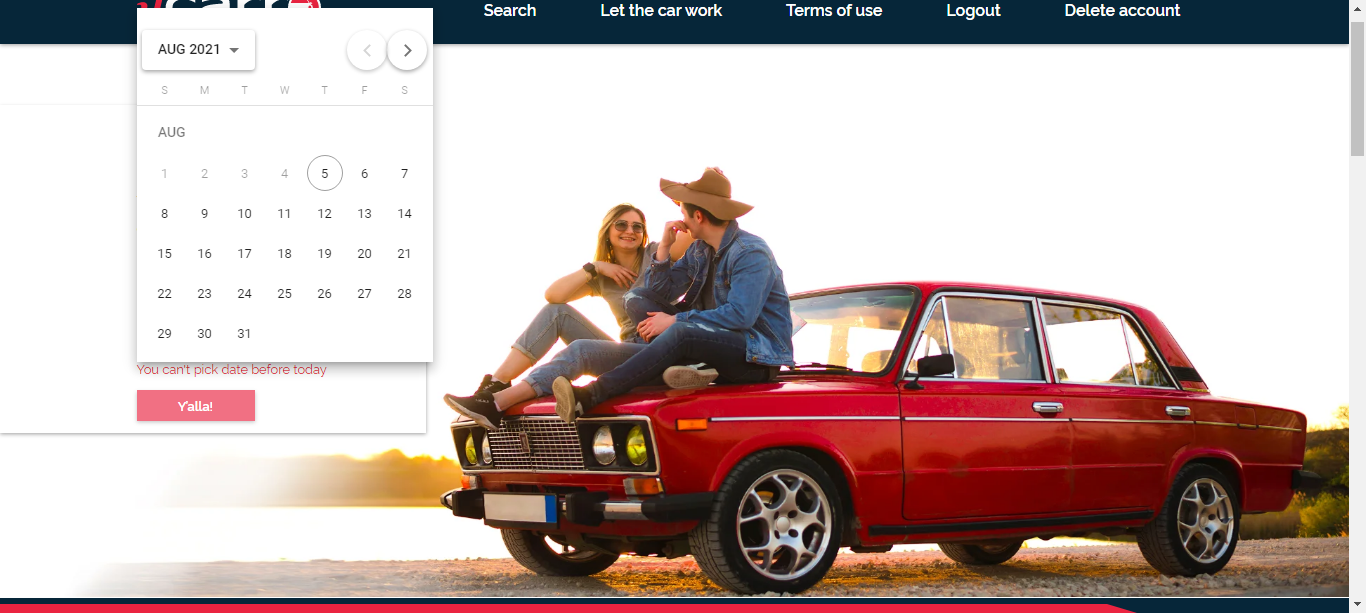 Search Let the car work Terms of use Logout Delete account
AUG 2021
S M T W T F S
AUG
1 2 3 4 5 6 7
8 9 10 11 12 13 14
15 16 17 18 19 20 21
22 23 24 25 26 27 28
29 30 31
You can't pick date before today
Y'alla!